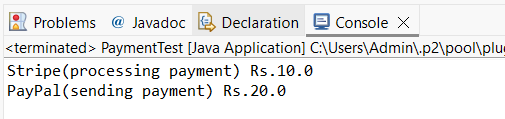 Problems @ Javadoc Declaration Console
<terminated> PaymentTest [Java Application] C:\Users\Admin\.p2\pool\plug
Stripe(processing payment) Rs.10.0
PayPal(sending payment) Rs.20.0